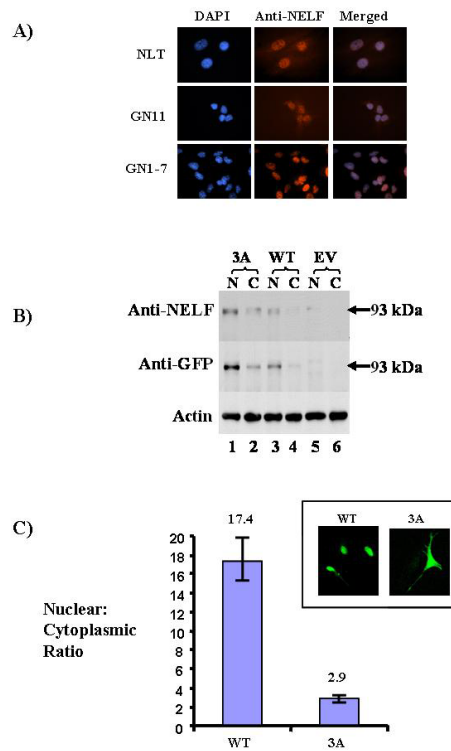 A)
DAPI Anti-NELF Merged
NLT
GN11
GN1-7
B)
3A WT EV
N C N C N C
Anti-NELF 93 kDa
Anti-GFP 93 kDa
Actin
1 2 3 4 5 6
C)
WT 3A
17.4
20
18
16
14
12
10
8
6
4
2
0
Nuclear:
Cytoplasmic
Ratio
2.9
WT 3A